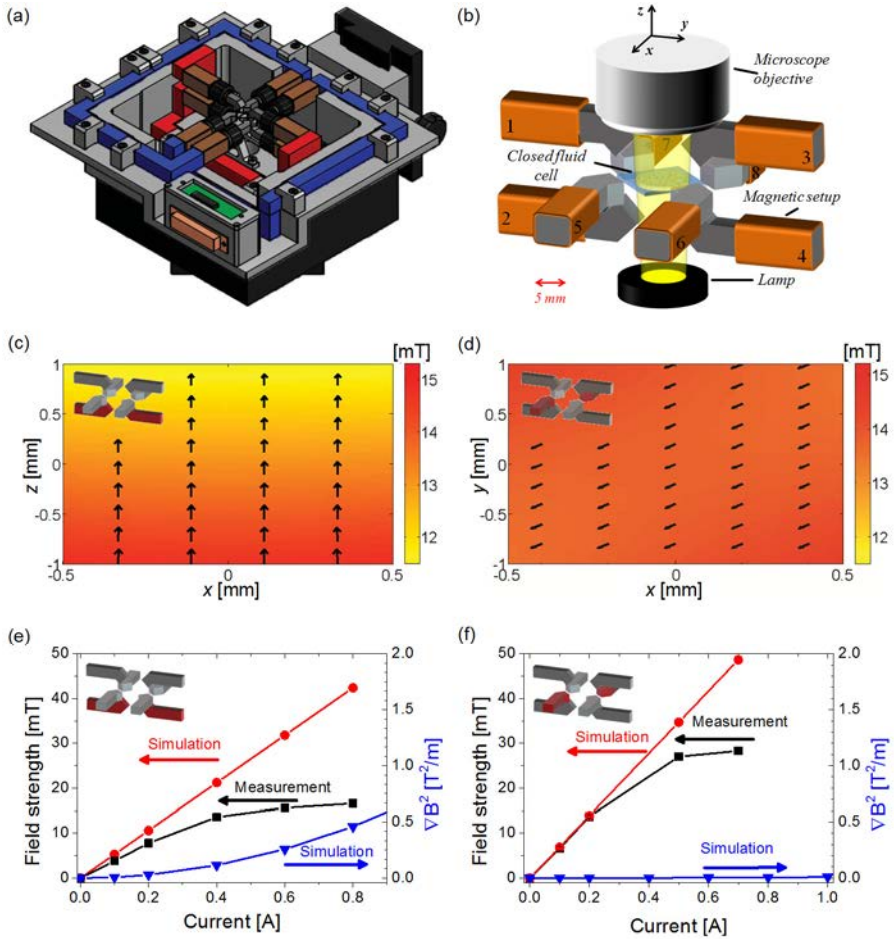 (a)
(b)
z
y
x
Microscope
objective
1
7
3
Closed fluid
cell
8
2
5
6
Magnetic setup
4
5 mm
Lamp
(c)
[mT]
(d)
[mT]
1
0.5
0
-0.5
-1
z [mm]
-0.5
0
0.5
x [mm]
15
14
13
12
1
0.5
0
-0.5
-1
y [mm]
-0.5
0
0.5
x [mm]
15
14
13
12
(e)
50
40
30
20
10
0
Field strength [mT]
Simulation
Measurement
Simulation
2.0
1.5
1.0
0.5
0.0
∇B² [T²/m]
0.0
0.2
0.4
0.6
0.8
Current [A]
(f)
50
40
30
20
10
0
Field strength [mT]
Measurement
Simulation
Simulation
2.0
1.5
1.0
0.5
0.0
∇B² [T²/m]
0.0
0.2
0.4
0.6
0.8
1.0
Current [A]